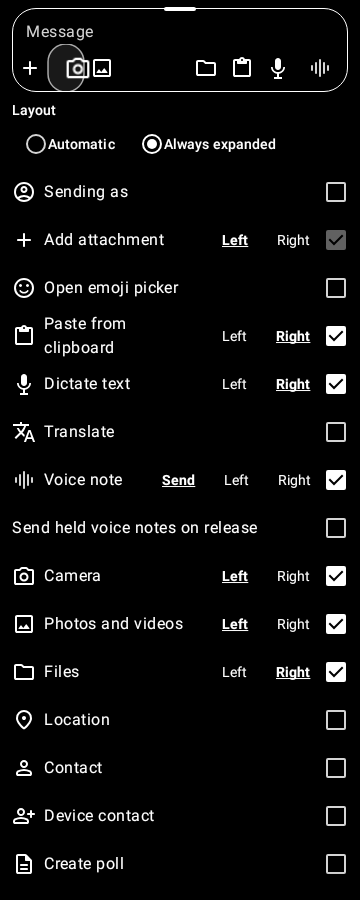 Message
Layout
Automatic Always expanded
Sending as
Add attachment Left Right
Open emoji picker
Paste from
clipboard Left Right
Dictate text Left Right
Translate
Voice note Send Left Right
Send held voice notes on release
Camera Left Right
Photos and videos Left Right
Files Left Right
Location
Contact
Device contact
Create poll